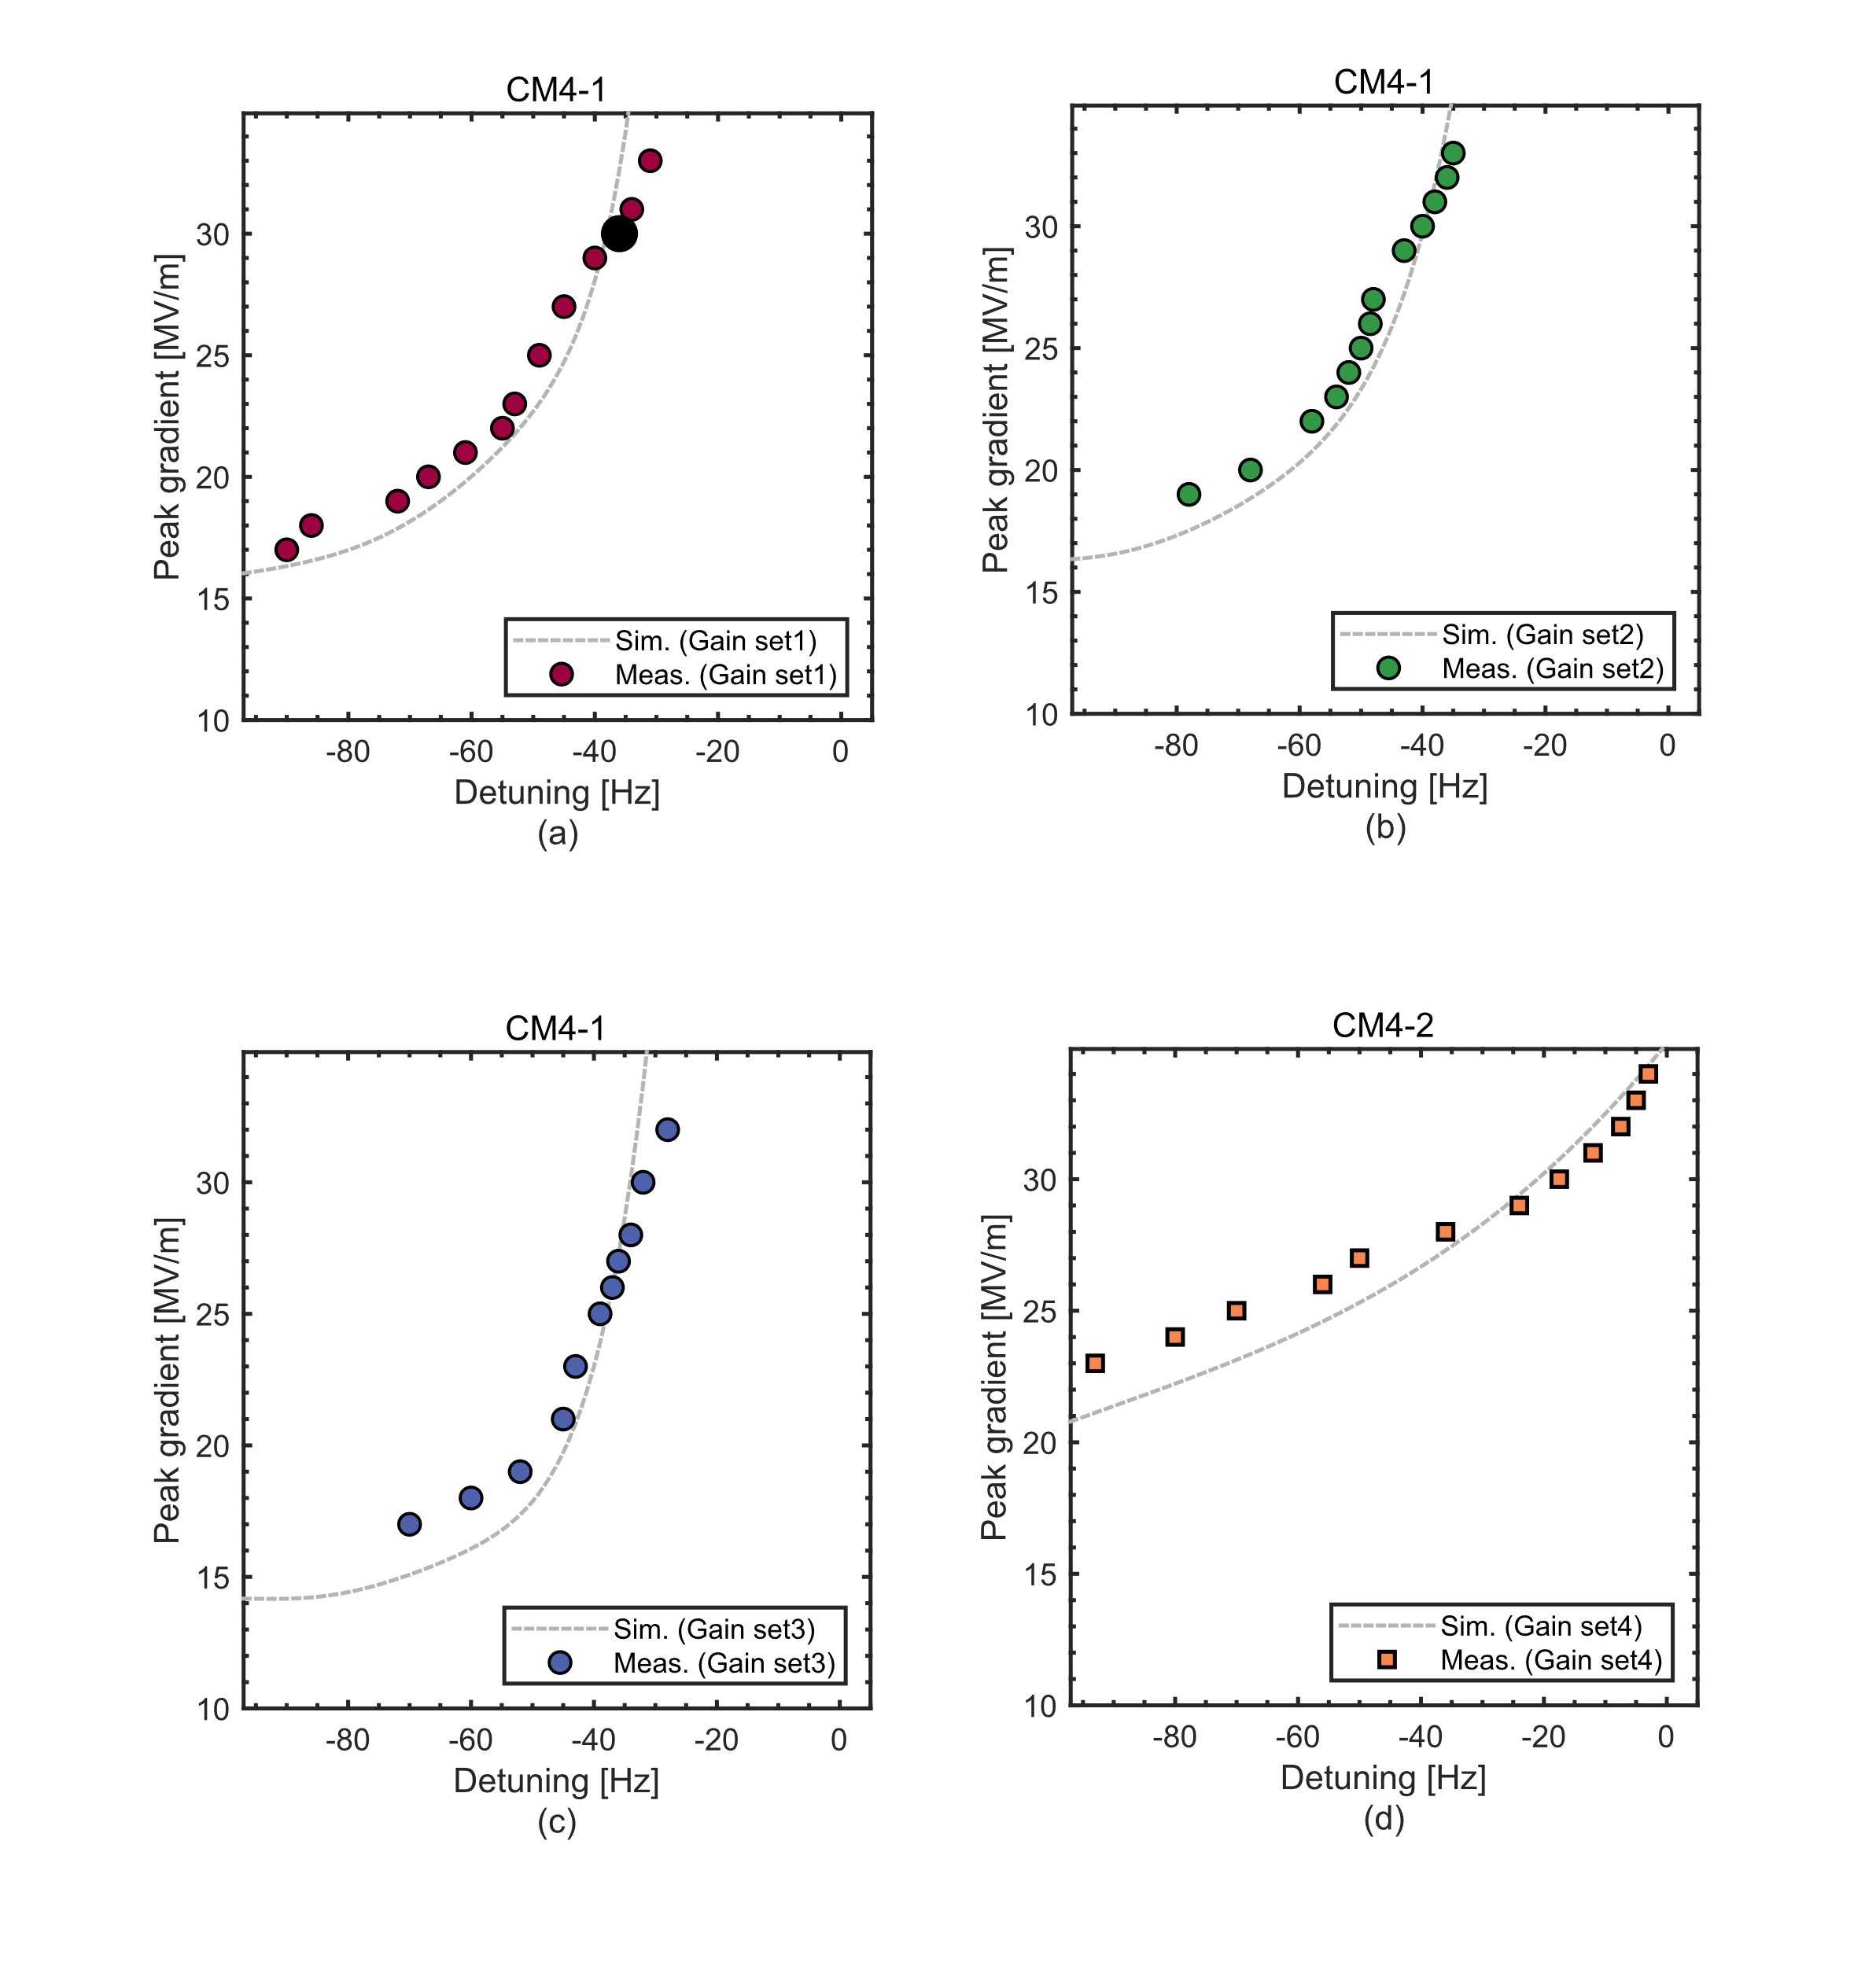 CM4-1
Peak gradient [MV/m]
30
25
20
15
10
-80 -60 -40 -20 0
Sim. (Gain set1)
Meas. (Gain set1)
Detuning [Hz]
(a)
CM4-1
Peak gradient [MV/m]
30
25
20
15
10
-80 -60 -40 -20 0
Sim. (Gain set2)
Meas. (Gain set2)
Detuning [Hz]
(b)
CM4-1
Peak gradient [MV/m]
30
25
20
15
10
-80 -60 -40 -20 0
Sim. (Gain set3)
Meas. (Gain set3)
Detuning [Hz]
(c)
CM4-2
Peak gradient [MV/m]
30
25
20
15
10
-80 -60 -40 -20 0
Sim. (Gain set4)
Meas. (Gain set4)
Detuning [Hz]
(d)